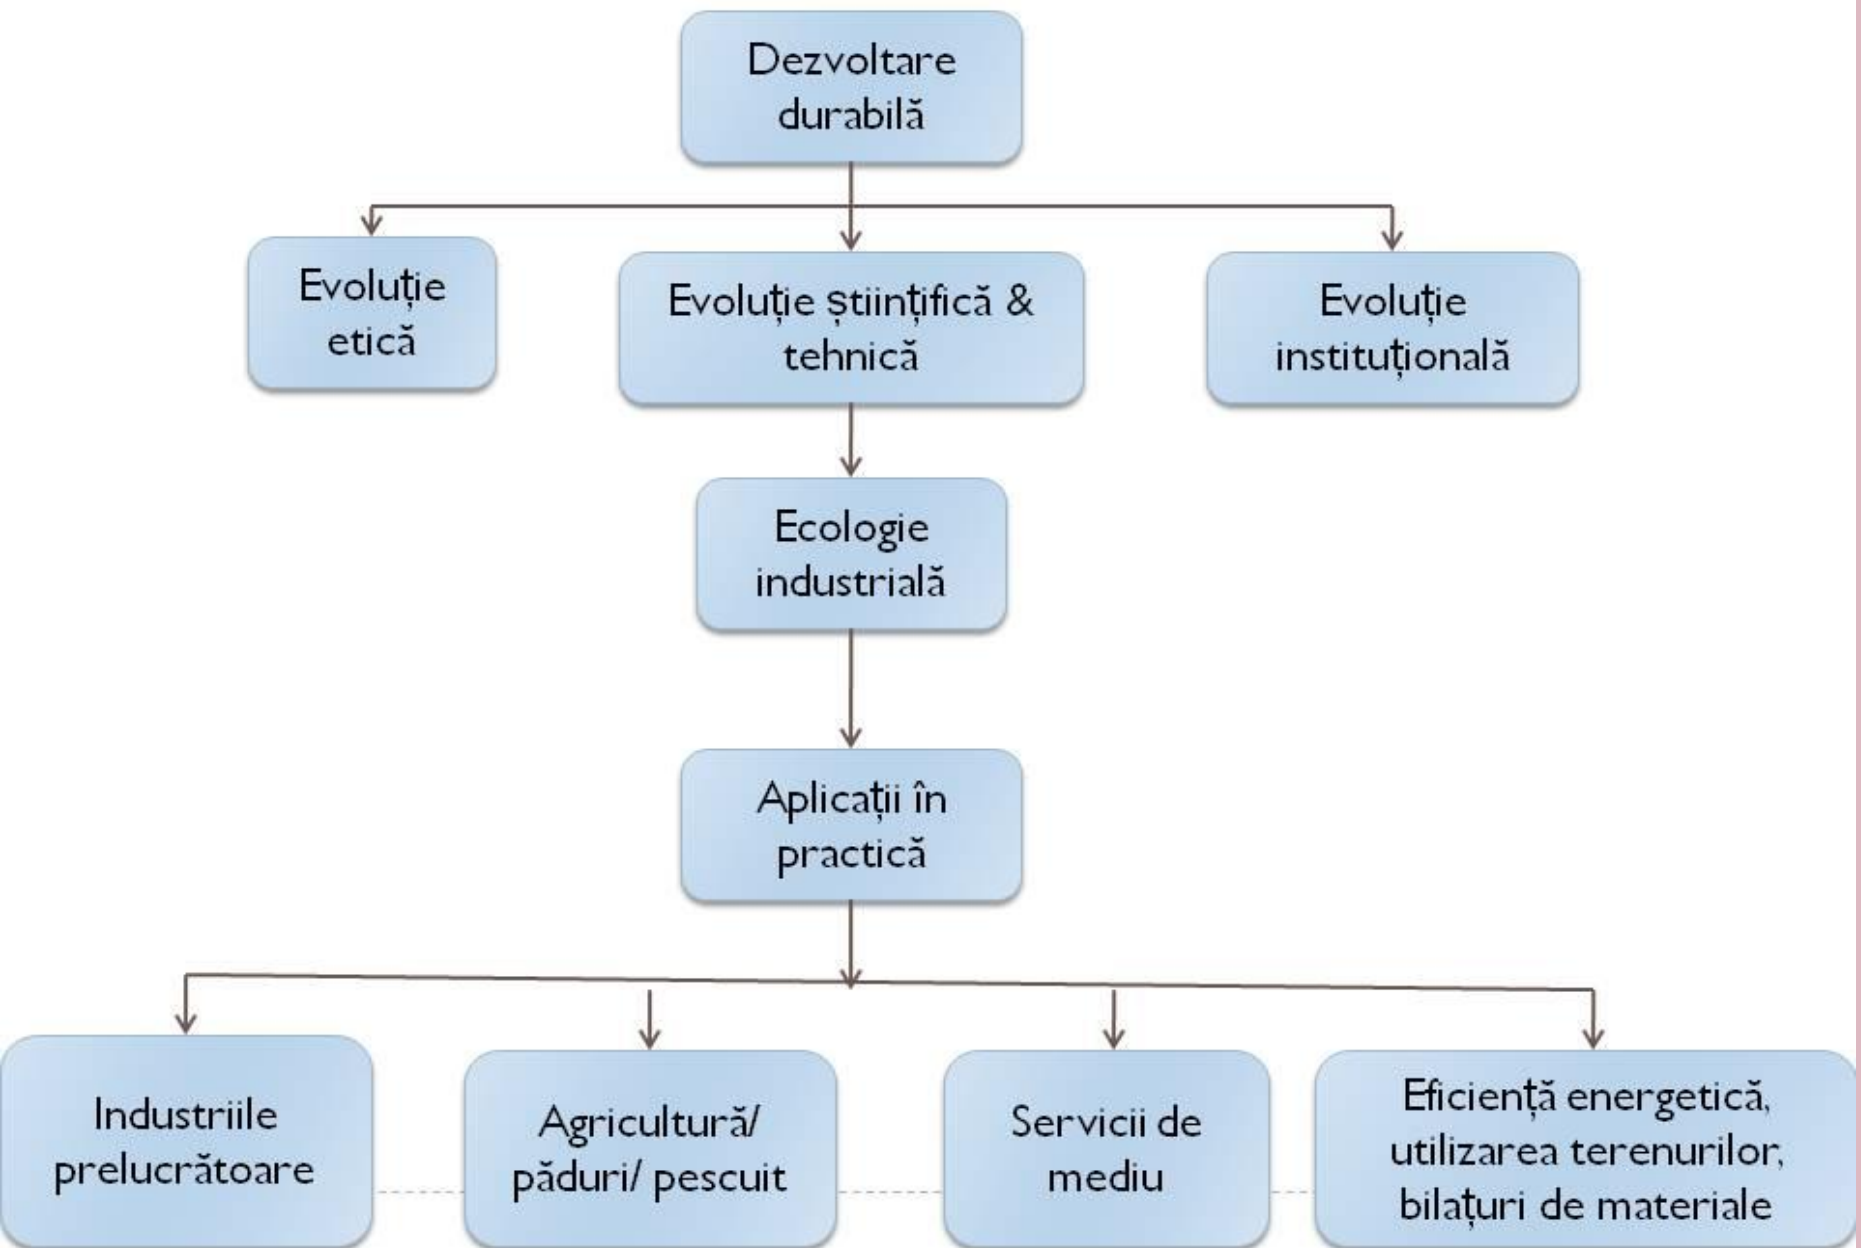 Dezvoltare
durabilă
Evoluție
etică
Evoluție științifică &
tehnică
Evoluție
instituțională
Ecologie
industrială
Aplicații în
practică
Industriile
prelucrătoare
Agricultură/
păduri/ pescuit
Servicii de
mediu
Eficiență energetică,
utilizarea terenurilor,
bilațuri de materiale